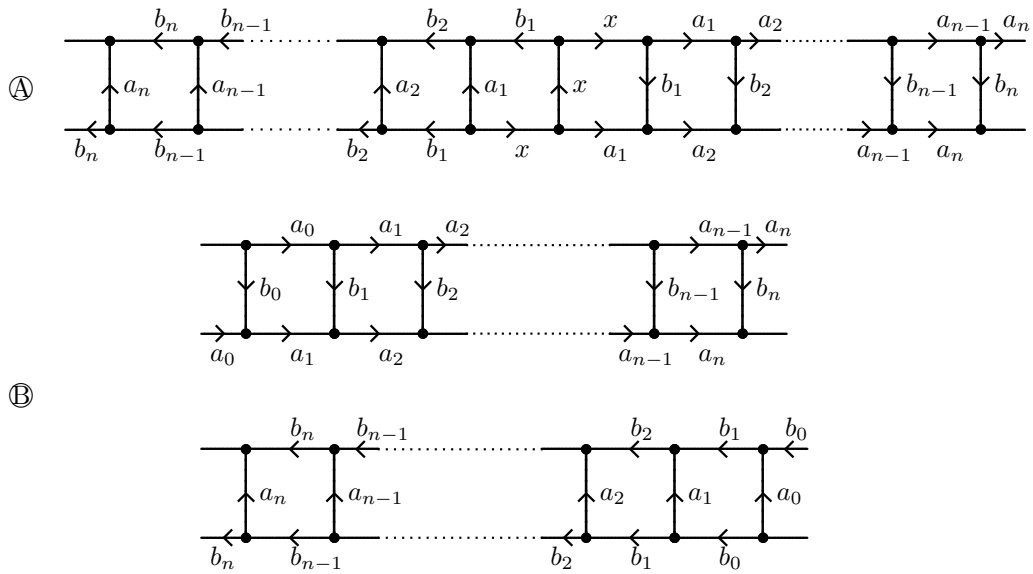 b_n b_{n-1} b_2 b_1 x a_1 a_2 a_{n-1} a_n
Ⓐ a_n a_{n-1} a_2 a_1 x b_1 b_2 b_{n-1} b_n
b_n b_{n-1} b_2 b_1 x a_1 a_2 a_{n-1} a_n
a_0 a_1 a_2 a_{n-1} a_n
b_0 b_1 b_2 b_{n-1} b_n
a_0 a_1 a_2 a_{n-1} a_n
Ⓑ
b_n b_{n-1} b_2 b_1 b_0
a_n a_{n-1} a_2 a_1 a_0
b_n b_{n-1} b_2 b_1 b_0